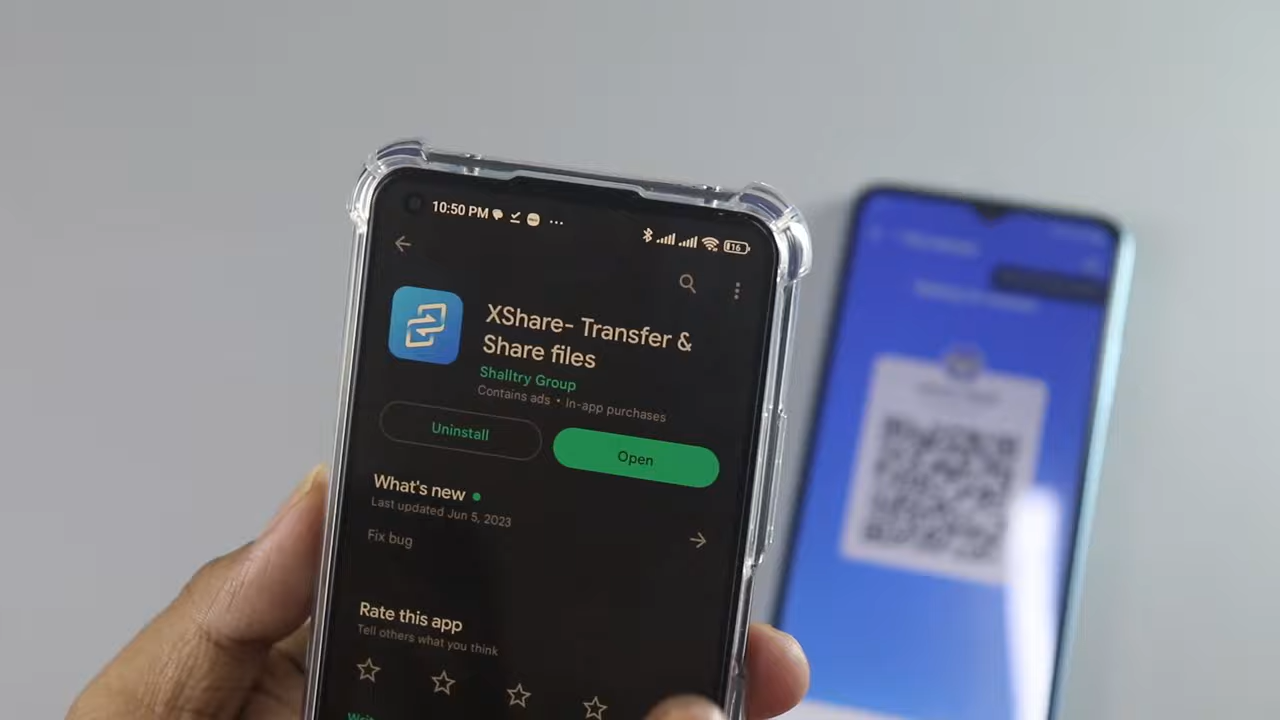 10:50 PM
16
XShare- Transfer &
Share files
Shalltry Group
Contains ads • In-app purchases
Uninstall
Open
What's new
Last updated Jun 5, 2023
Fix bug
Rate this app
Tell others what you think